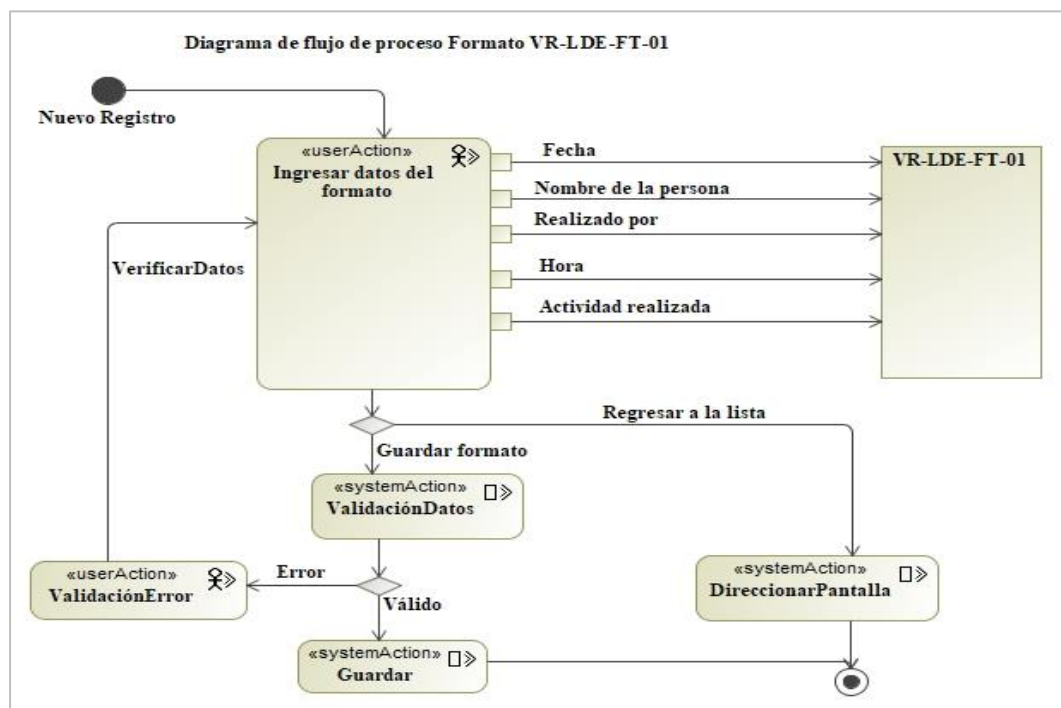 Diagrama de flujo de proceso Formato VR-LDE-FT-01
Nuevo Registro
«userAction»
Ingresar datos del
formato
Fecha
Nombre de la persona
Realizado por
Hora
Actividad realizada
VR-LDE-FT-01
VerificarDatos
Regresar a la lista
Guardar formato
«systemAction»
ValidaciónDatos
«userAction»
ValidaciónError
Error
Válido
«systemAction»
DireccionarPantalla
«systemAction»
Guardar